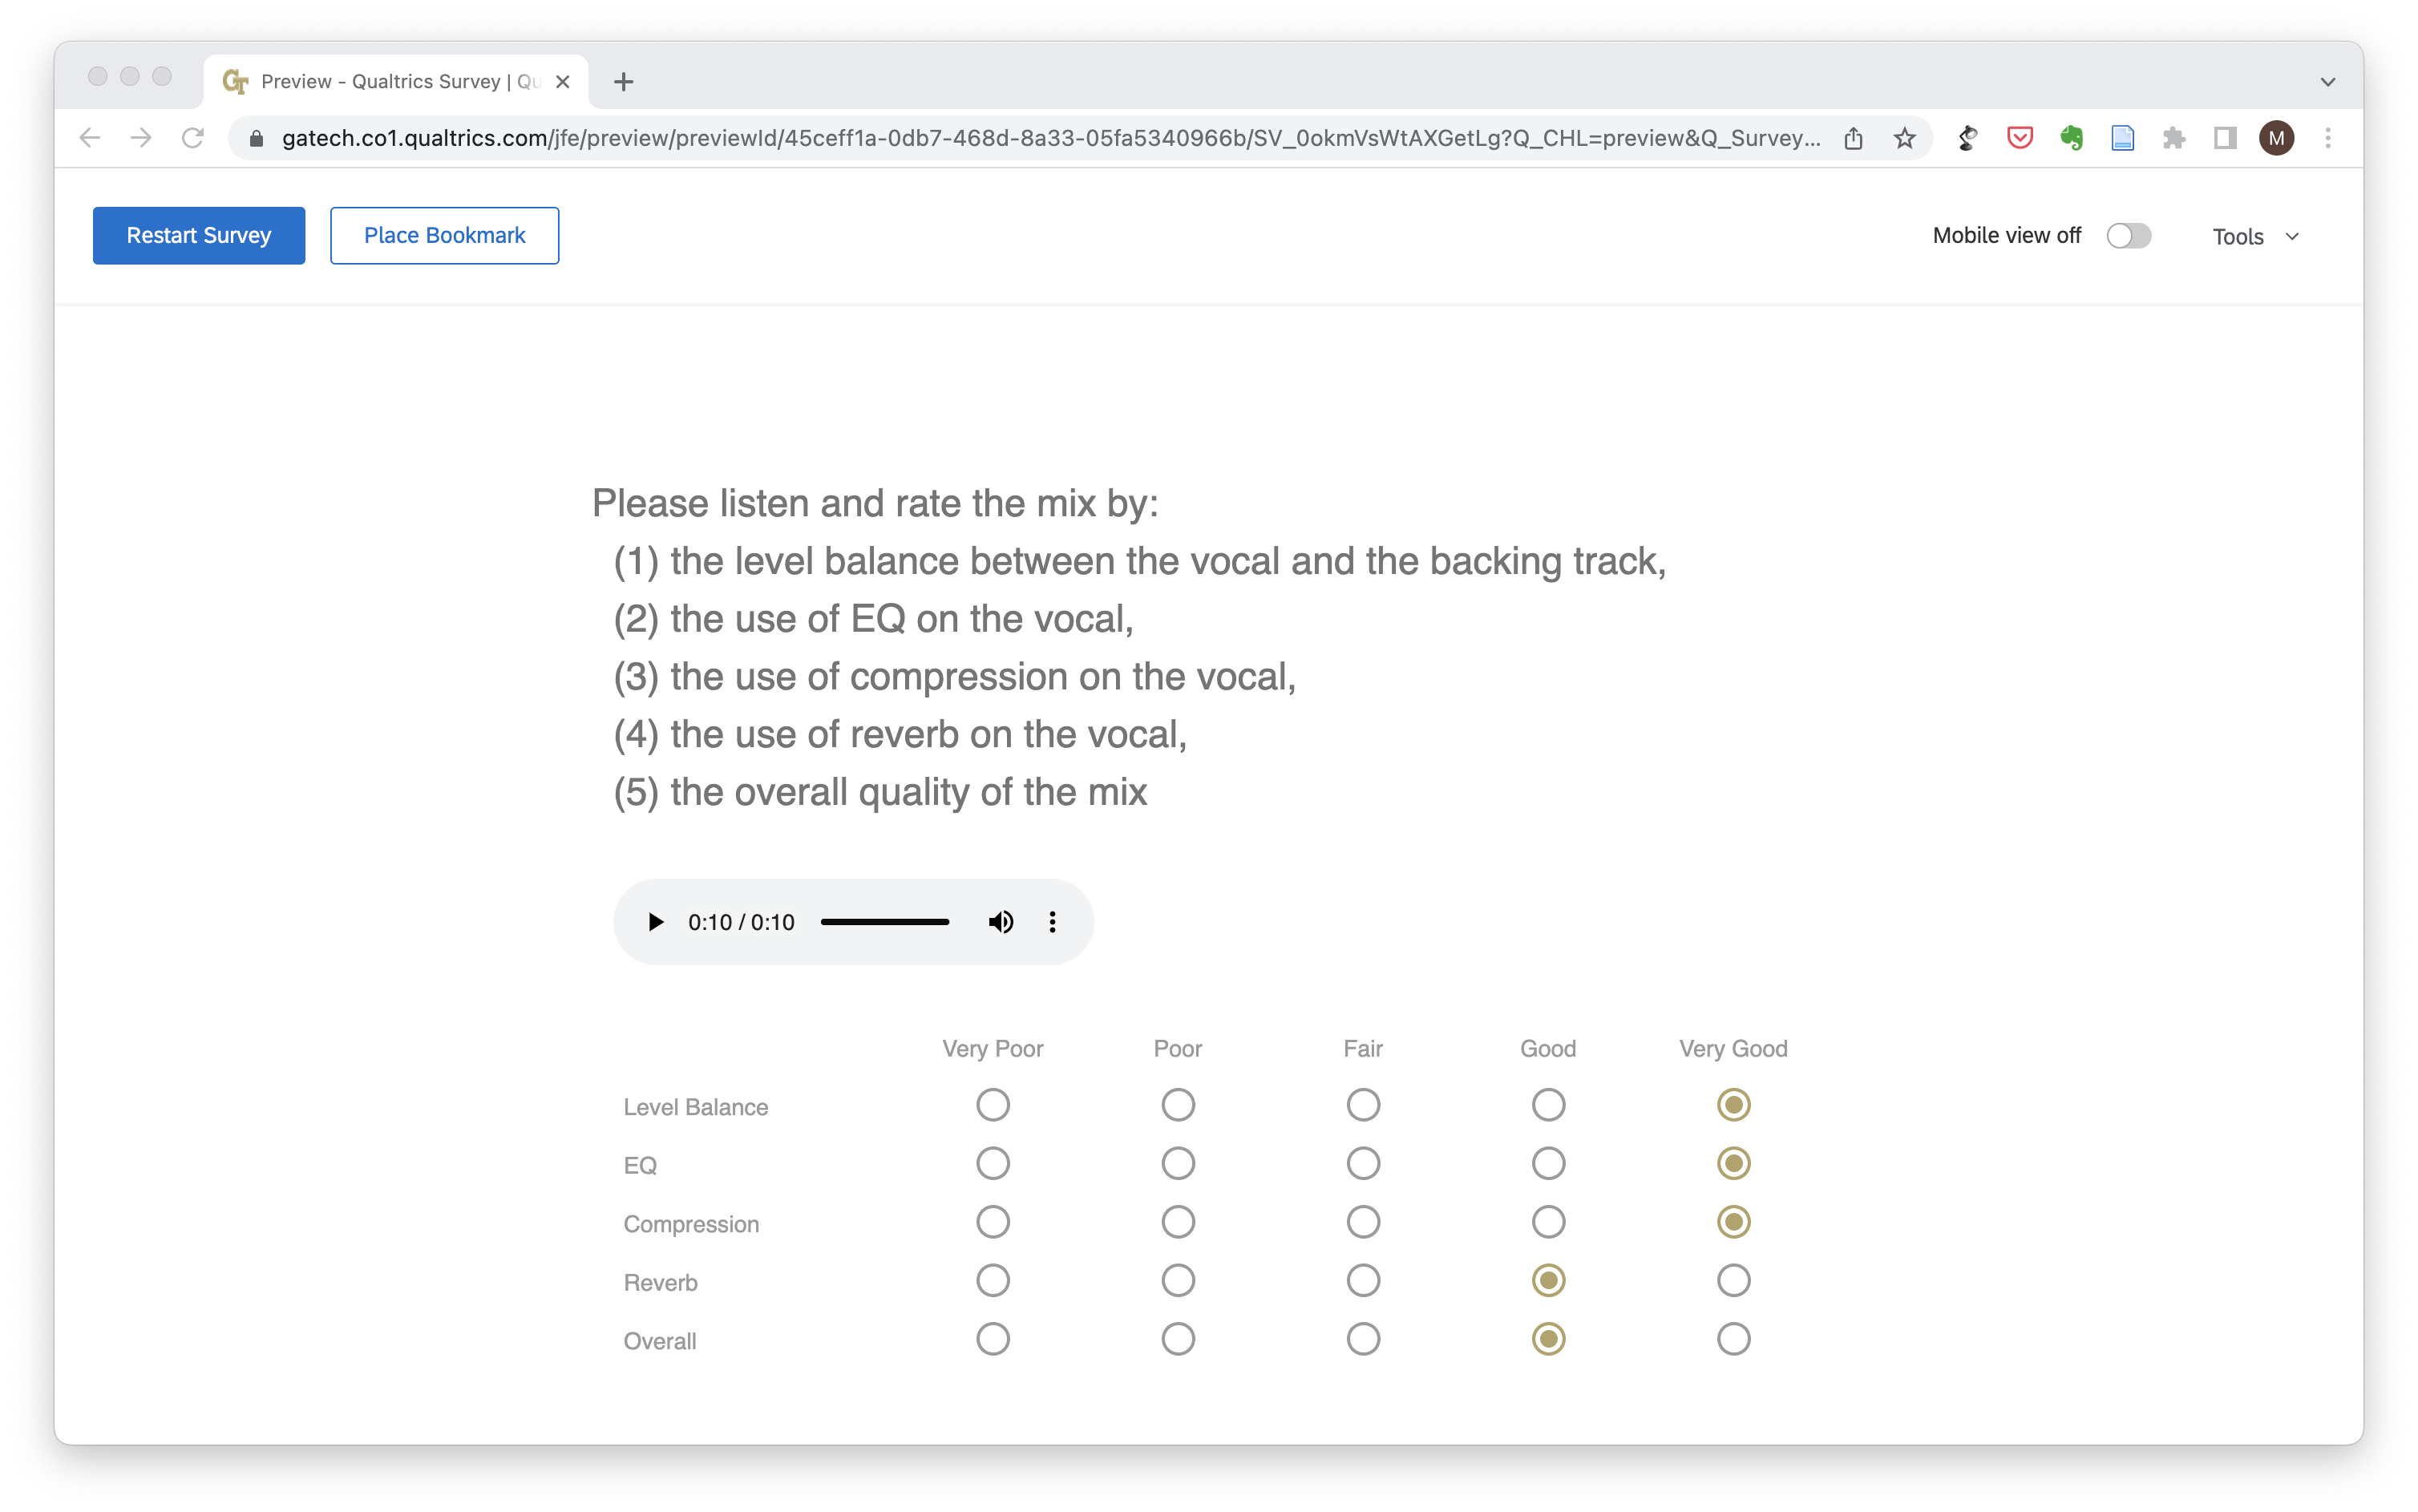 GT Preview - Qualtrics Survey | Qu
gatech.co1.qualtrics.com/jfe/preview/previewId/45ceff1a-0db7-468d-8a33-05fa5340966b/SV_0okmVsWtAXGetLg?Q_CHL=preview&Q_Survey... M
Restart Survey Place Bookmark Mobile view off Tools
Please listen and rate the mix by:
(1) the level balance between the vocal and the backing track,
(2) the use of EQ on the vocal,
(3) the use of compression on the vocal,
(4) the use of reverb on the vocal,
(5) the overall quality of the mix
0:10 / 0:10
Very Poor Poor Fair Good Very Good
Level Balance
EQ
Compression
Reverb
Overall